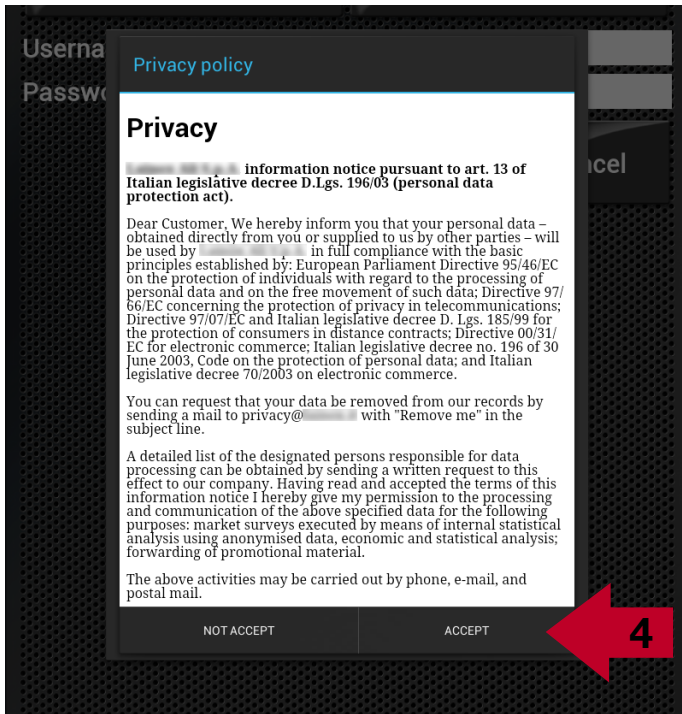 Userna
Passwo
ncel
Privacy policy
Privacy
information notice pursuant to art. 13 of
Italian legislative decree D.Lgs. 196/03 (personal data
protection act).
Dear Customer, We hereby inform you that your personal data –
obtained directly from you or supplied to us by other parties – will
be used by in full compliance with the basic
principles established by: European Parliament Directive 95/46/EC
on the protection of individuals with regard to the processing of
personal data and on the free movement of such data; Directive 97/
66/EC concerning the protection of privacy in telecommunications;
Directive 97/07/EC and Italian legislative decree D. Lgs. 185/99 for
the protection of consumers in distance contracts; Directive 00/31/
EC for electronic commerce; Italian legislative decree no. 196 of 30
June 2003, Code on the protection of personal data; and Italian
legislative decree 70/2003 on electronic commerce.
You can request that your data be removed from our records by
sending a mail to privacy@ with "Remove me" in the
subject line.
A detailed list of the designated persons responsible for data
processing can be obtained by sending a written request to this
effect to our company. Having read and accepted the terms of this
information notice I hereby give my permission to the processing
and communication of the above specified data for the following
purposes: market surveys executed by means of internal statistical
analysis using anonymised data, economic and statistical analysis;
forwarding of promotional material.
The above activities may be carried out by phone, e-mail, and
postal mail.
NOT ACCEPT
ACCEPT
4